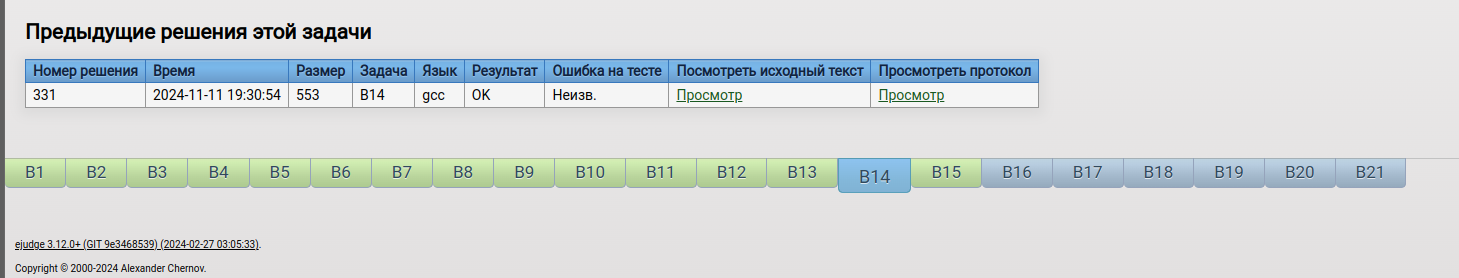 Предыдущие решения этой задачи
Номер решения Время Размер Задача Язык Результат Ошибка на тесте Посмотреть исходный текст Просмотреть протокол
331 2024-11-11 19:30:54 553 B14 gcc OK Неизв. Просмотр Просмотр
B1 B2 B3 B4 B5 B6 B7 B8 B9 B10 B11 B12 B13 B14 B15 B16 B17 B18 B19 B20 B21
ejudge 3.12.0+ (GIT 9e3468539) (2024-02-27 03:05:33).
Copyright © 2000-2024 Alexander Chernov.